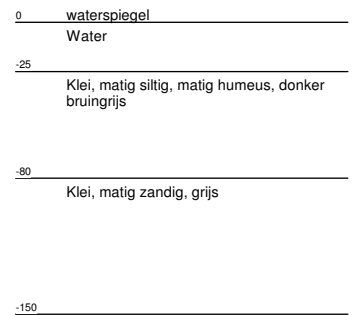 0 waterspiegel
Water
-25
Klei, matig siltig, matig humeus, donker
bruingrijs
-80
Klei, matig zandig, grijs
-150